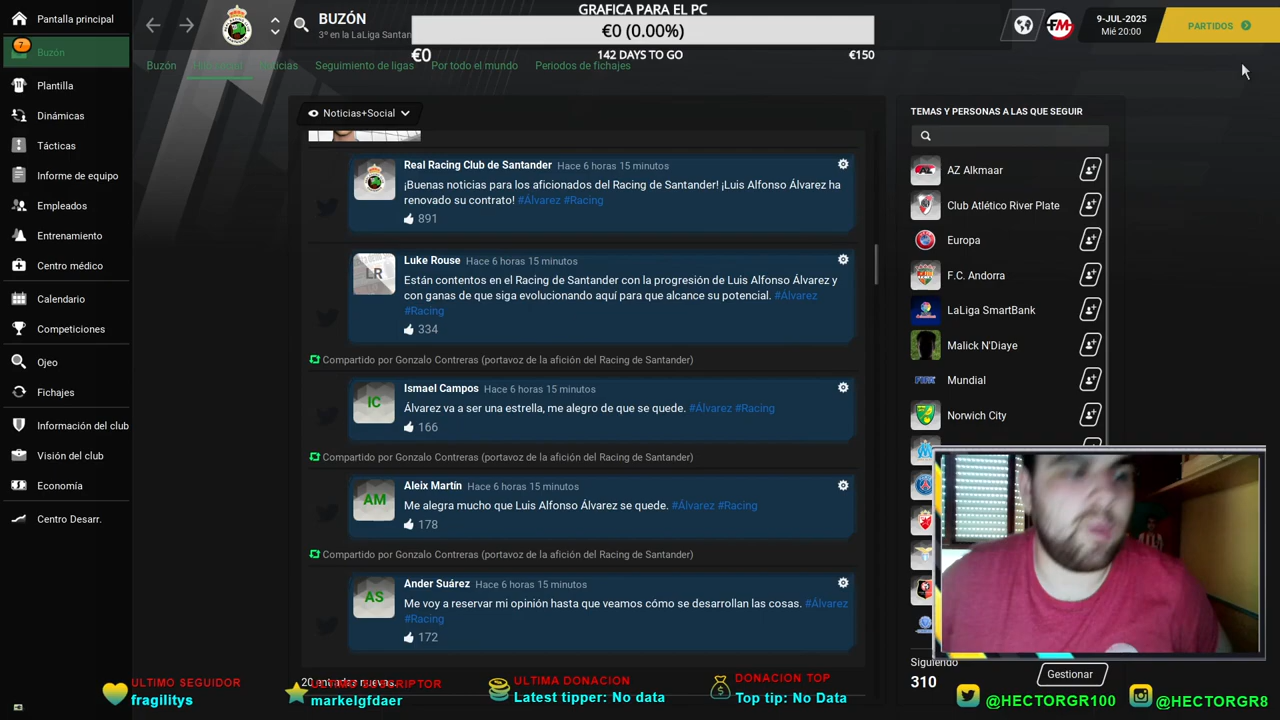 Pantalla principal
BUZÓN
3º en la LaLiga Santan
GRAFICA PARA EL PC
€0 (0.00%)
€0
142 DAYS TO GO
€150
FM
9-JUL-2025
Mié 20:00
PARTIDOS
7
Buzón
Plantilla
Dinámicas
Tácticas
Informe de equipo
Empleados
Entrenamiento
Centro médico
Calendario
Competiciones
Ojeo
Fichajes
Información del club
Visión del club
Economía
Centro Desarr.
Buzón
Noticias
Seguimiento de ligas
Por todo el mundo
Periodos de fichajes
Noticias+Social
Real Racing Club de Santander Hace 6 horas 15 minutos
¡Buenas noticias para los aficionados del Racing de Santander! ¡Luis Alfonso Álvarez ha
renovado su contrato! #Álvarez #Racing
891
LR
Luke Rouse Hace 6 horas 15 minutos
Están contentos en el Racing de Santander con la progresión de Luis Alfonso Álvarez y
con ganas de que siga evolucionando aquí para que alcance su potencial. #Álvarez
#Racing
334
Compartido por Gonzalo Contreras (portavoz de la afición del Racing de Santander)
IC
Ismael Campos Hace 6 horas 15 minutos
Álvarez va a ser una estrella, me alegro de que se quede. #Álvarez #Racing
166
Compartido por Gonzalo Contreras (portavoz de la afición del Racing de Santander)
AM
Aleix Martín Hace 6 horas 15 minutos
Me alegra mucho que Luis Alfonso Álvarez se quede. #Álvarez #Racing
178
Compartido por Gonzalo Contreras (portavoz de la afición del Racing de Santander)
AS
Ander Suárez Hace 6 horas 15 minutos
Me voy a reservar mi opinión hasta que veamos cómo se desarrollan las cosas. #Álvarez
#Racing
172
20 entradas nuevas.
TEMAS Y PERSONAS A LAS QUE SEGUIR
AZ Alkmaar
Club Atlético River Plate
Europa
F.C. Andorra
LaLiga SmartBank
Malick N'Diaye
Mundial
Norwich City
Siguiendo
310
Gestionar
ULTIMO SEGUIDOR
fragilitys
ULTIMO SUSCRIPTOR
markelgfdaer
ULTIMA DONACION
Latest tipper: No data
DONACION TOP
Top tip: No Data
@HECTORGR100
@HECTORGR8